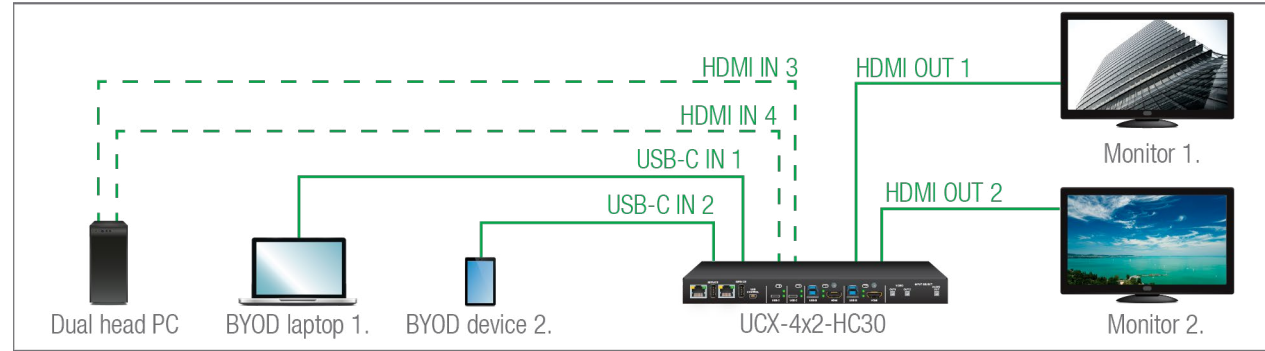 HDMI IN 3
HDMI OUT 1
HDMI IN 4
USB-C IN 1
Monitor 1.
USB-C IN 2
HDMI OUT 2
Dual head PC
BYOD laptop 1.
BYOD device 2.
UCX-4x2-HC30
Monitor 2.